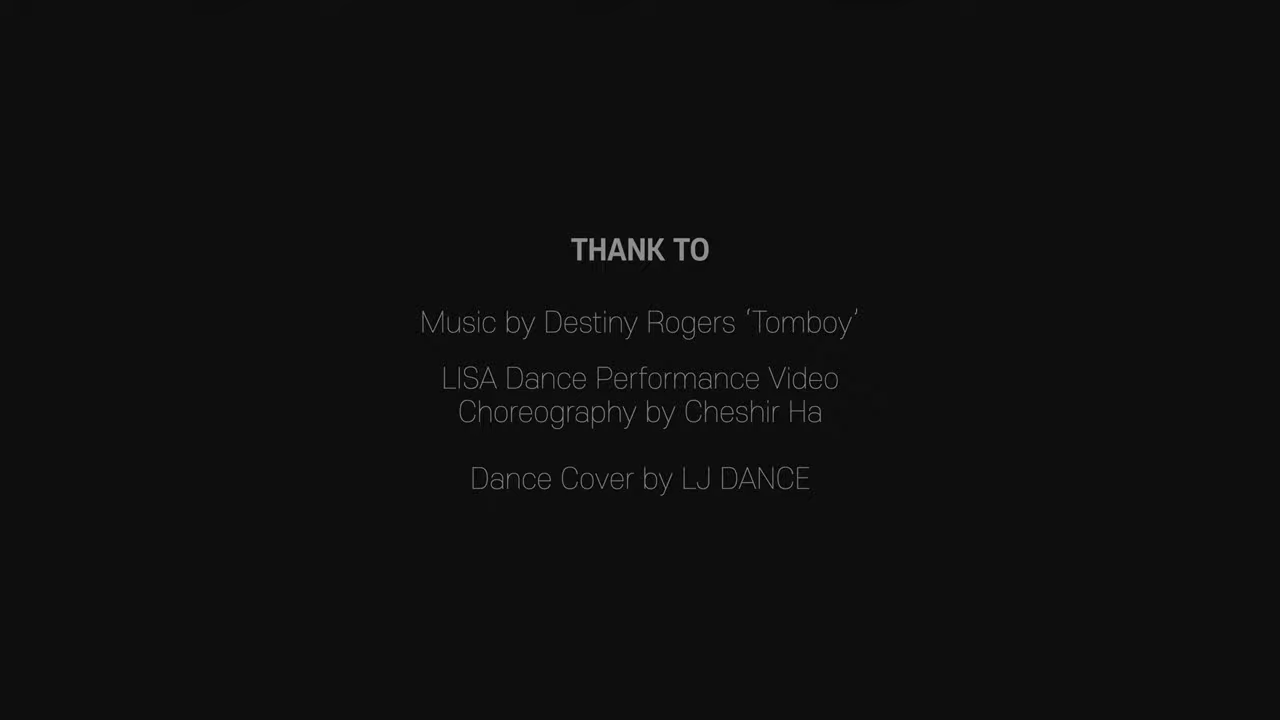 THANK TO
Music by Destiny Rogers ‘Tomboy’
LISA Dance Performance Video
Choreography by Cheshir Ha
Dance Cover by LJ DANCE